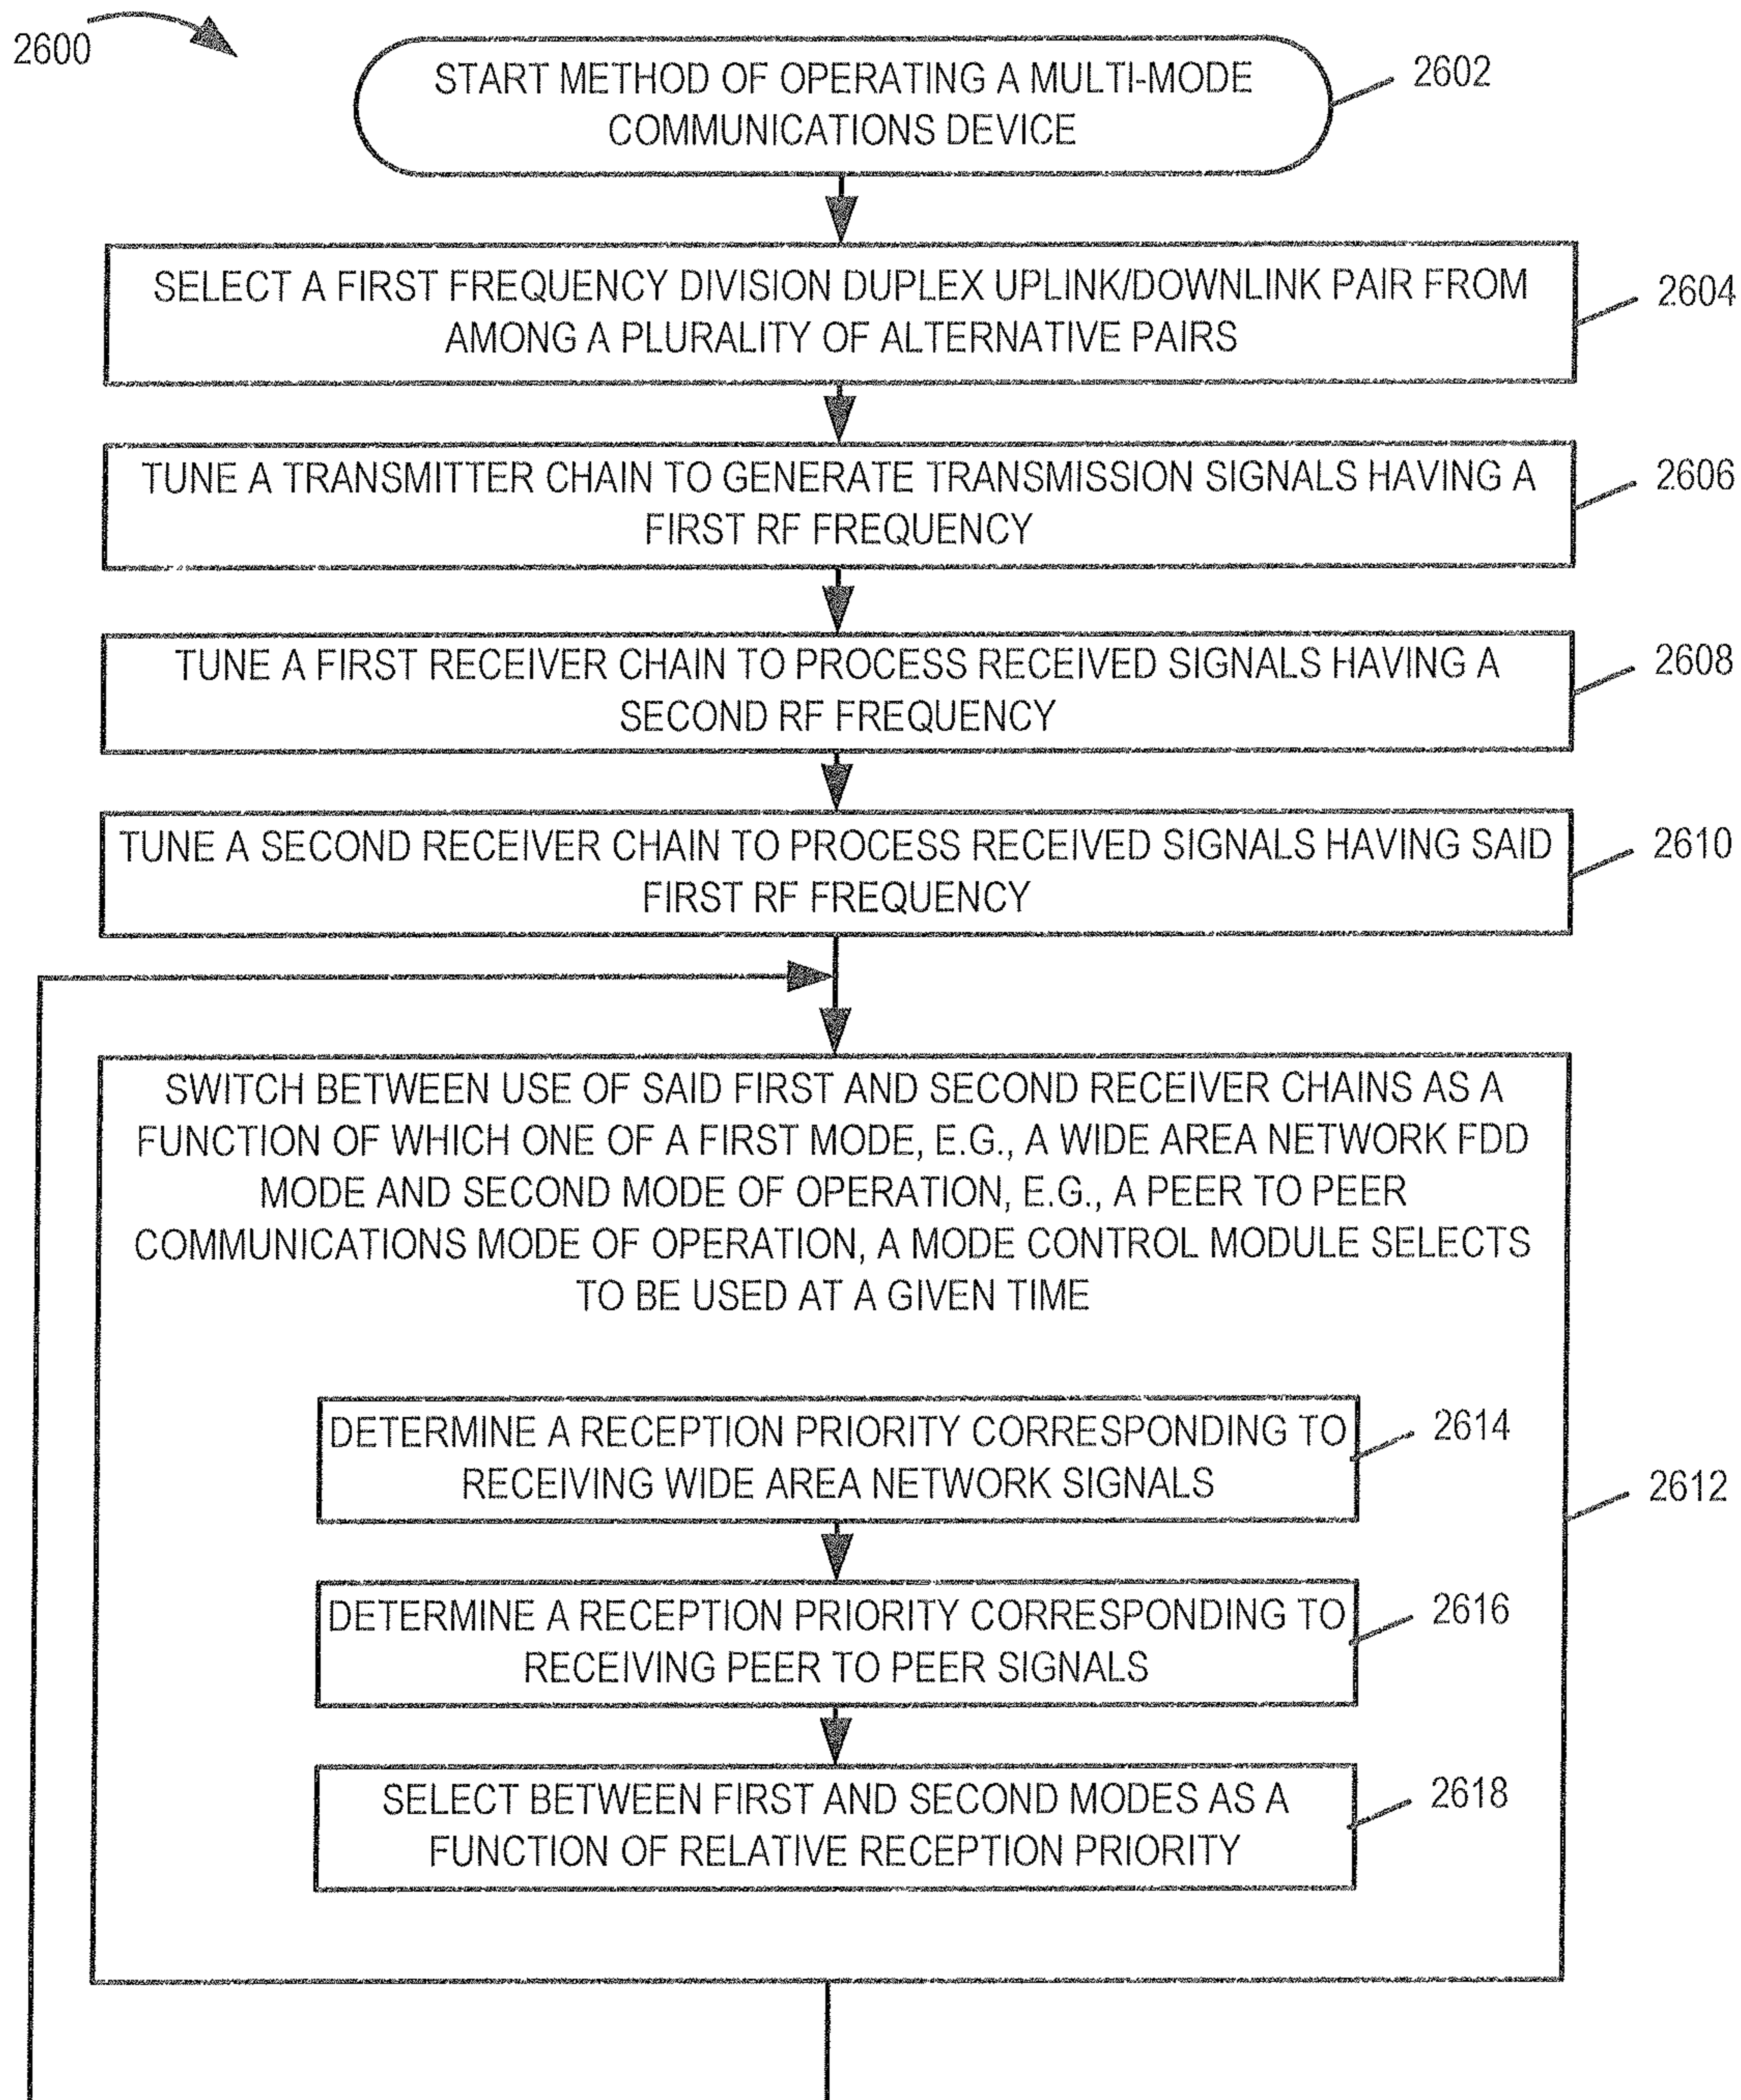 2600
START METHOD OF OPERATING A MULTI-MODE
COMMUNICATIONS DEVICE
2602
SELECT A FIRST FREQUENCY DIVISION DUPLEX UPLINK/DOWNLINK PAIR FROM
AMONG A PLURALITY OF ALTERNATIVE PAIRS
2604
TUNE A TRANSMITTER CHAIN TO GENERATE TRANSMISSION SIGNALS HAVING A
FIRST RF FREQUENCY
2606
TUNE A FIRST RECEIVER CHAIN TO PROCESS RECEIVED SIGNALS HAVING A
SECOND RF FREQUENCY
2608
TUNE A SECOND RECEIVER CHAIN TO PROCESS RECEIVED SIGNALS HAVING SAID
FIRST RF FREQUENCY
2610
SWITCH BETWEEN USE OF SAID FIRST AND SECOND RECEIVER CHAINS AS A
FUNCTION OF WHICH ONE OF A FIRST MODE, E.G., A WIDE AREA NETWORK FDD
MODE AND SECOND MODE OF OPERATION, E.G., A PEER TO PEER
COMMUNICATIONS MODE OF OPERATION, A MODE CONTROL MODULE SELECTS
TO BE USED AT A GIVEN TIME
DETERMINE A RECEPTION PRIORITY CORRESPONDING TO
RECEIVING WIDE AREA NETWORK SIGNALS
2614
2612
DETERMINE A RECEPTION PRIORITY CORRESPONDING TO
RECEIVING PEER TO PEER SIGNALS
2616
SELECT BETWEEN FIRST AND SECOND MODES AS A
FUNCTION OF RELATIVE RECEPTION PRIORITY
2618